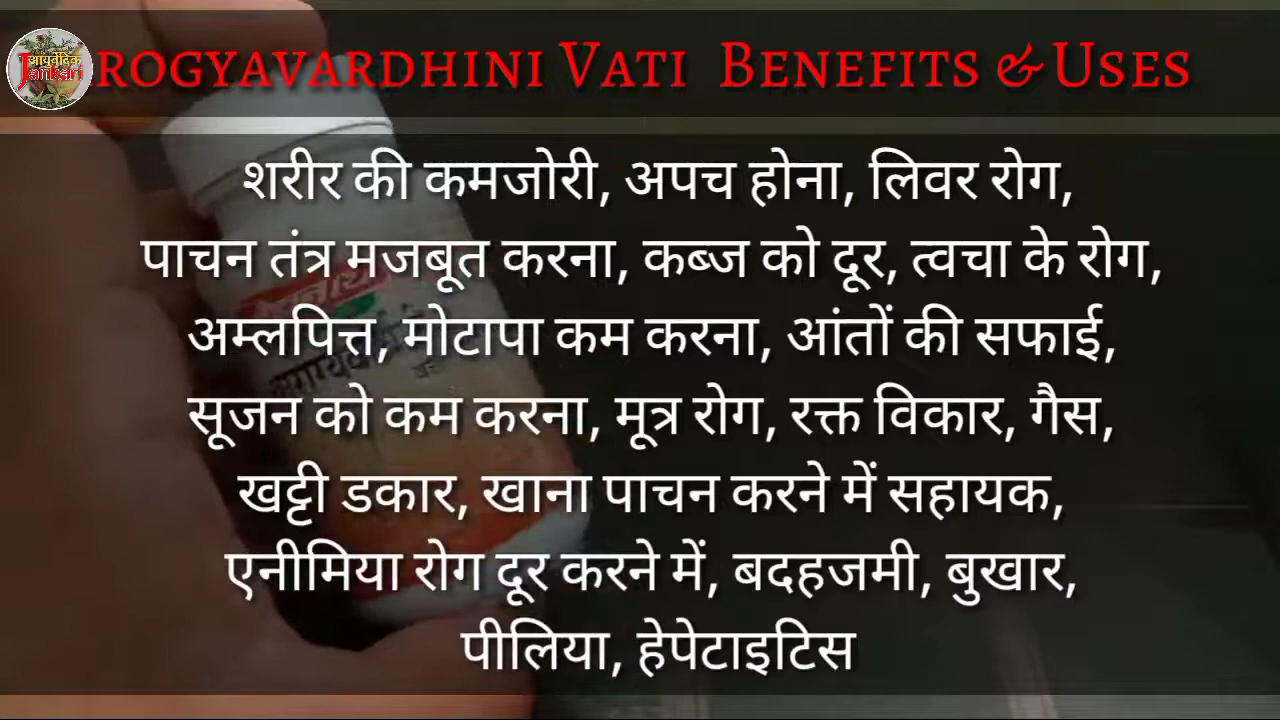 आयुर्वेदिक
Jankari
ROGYAVARDHINI VATI BENEFITS & USES
शरीर की कमजोरी, अपच होना, लिवर रोग,
पाचन तंत्र मजबूत करना, कब्ज को दूर, त्वचा के रोग,
अम्लपित्त, मोटापा कम करना, आंतों की सफाई,
सूजन को कम करना, मूत्र रोग, रक्त विकार, गैस,
खट्टी डकार, खाना पाचन करने में सहायक,
एनीमिया रोग दूर करने में, बदहजमी, बुखार,
पीलिया, हेपेटाइटिस